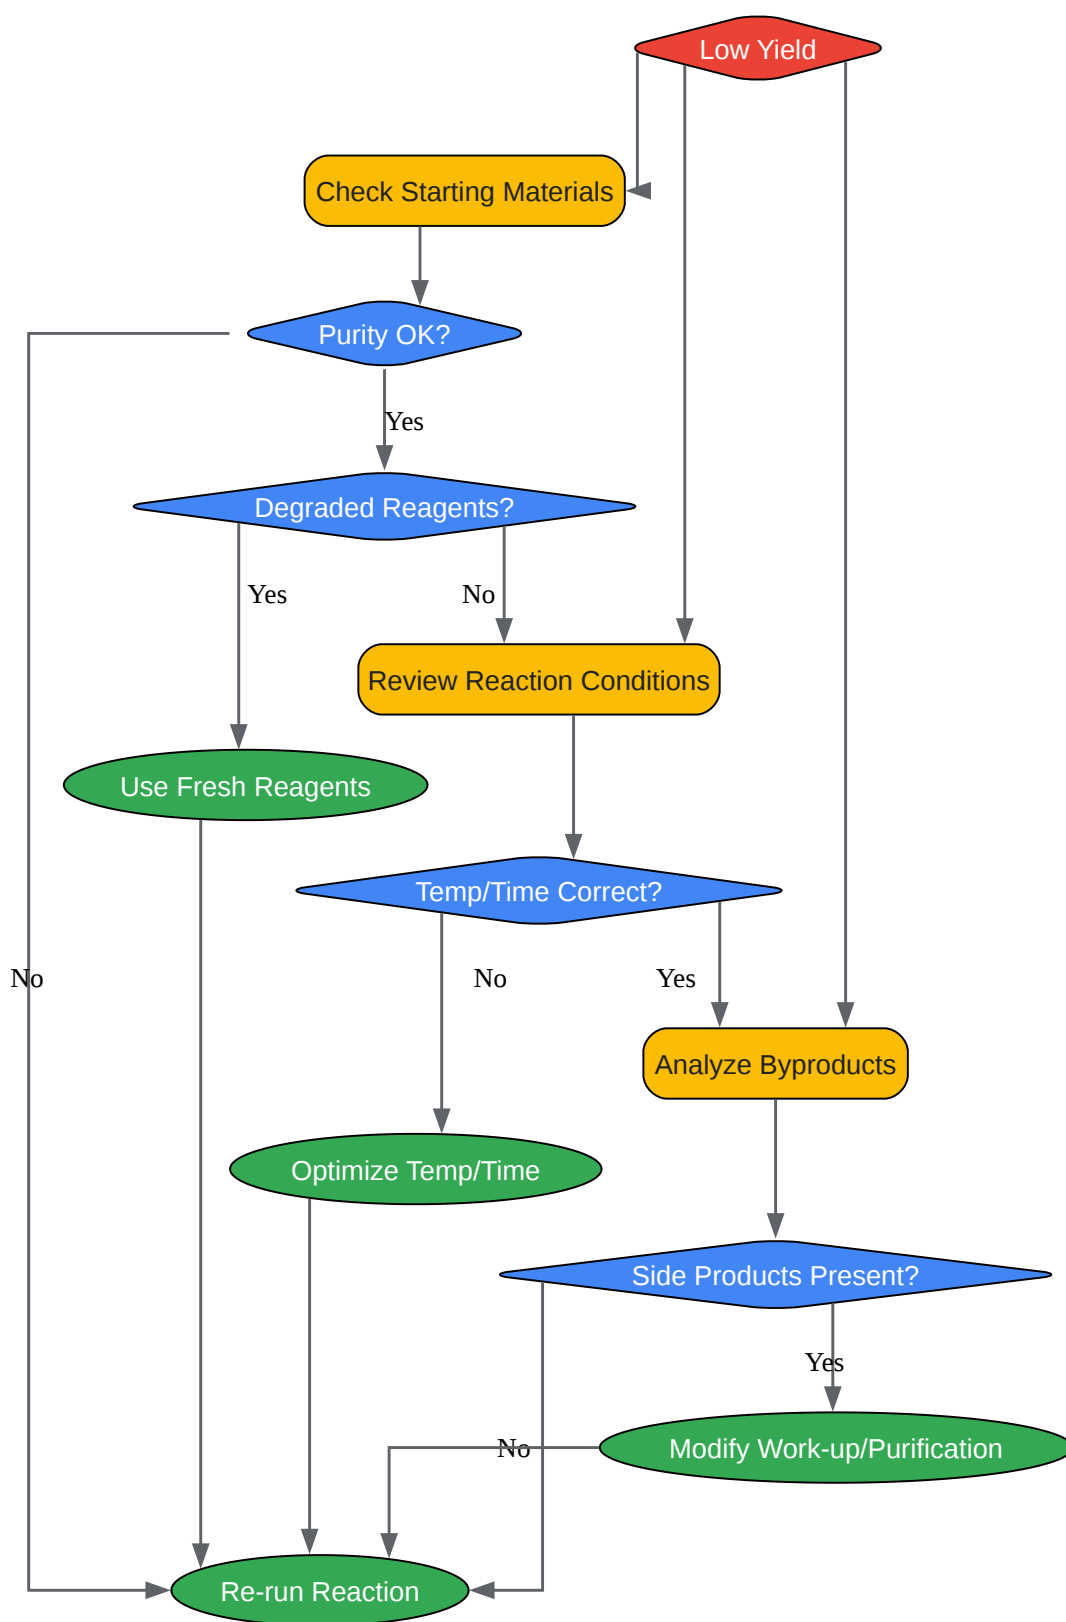 Low Yield
Check Starting Materials
Purity OK?
Yes
Degraded Reagents?
Yes
No
Review Reaction Conditions
Use Fresh Reagents
Temp/Time Correct?
No
No
Yes
Analyze Byproducts
Optimize Temp/Time
Side Products Present?
Yes
No
Modify Work-up/Purification
Re-run Reaction